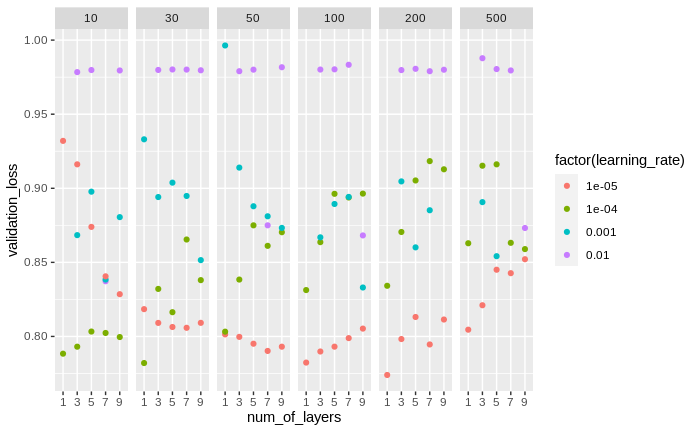 10 30 50 100 200 500
1.00
0.95
0.90
0.85
0.80
validation_loss
1 3 5 7 9 1 3 5 7 9 1 3 5 7 9 1 3 5 7 9 1 3 5 7 9 1 3 5 7 9
num_of_layers
factor(learning_rate)
1e-05
1e-04
0.001
0.01